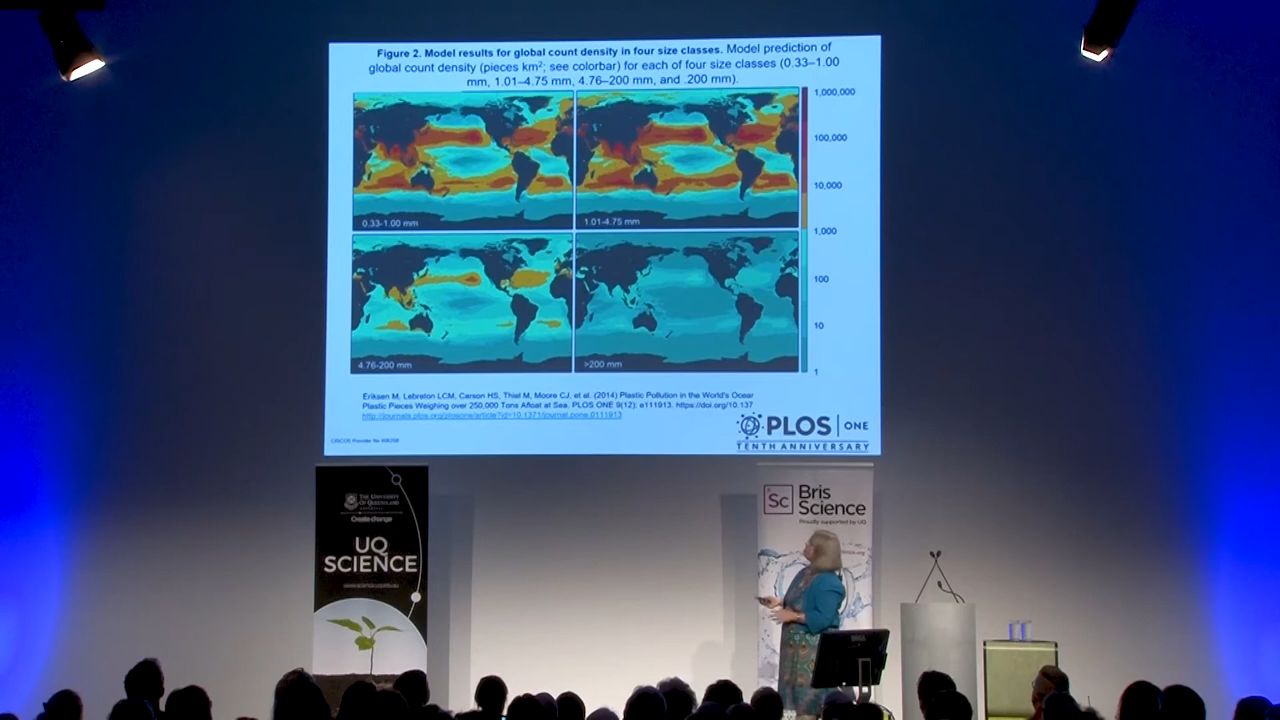 Figure 2. Model results for global count density in four size classes. Model prediction of
global count density (pieces km²; see colorbar) for each of four size classes (0.33–1.00
mm, 1.01–4.75 mm, 4.76–200 mm, and .200 mm).
1,000,000
100,000
10,000
1,000
100
10
1
0.33-1.00 mm
1.01-4.75 mm
4.76-200 mm
>200 mm
Eriksen M, Lebreton LCM, Carson HS, Thiel M, Moore CJ, et al. (2014) Plastic Pollution in the World's Ocear
Plastic Pieces Weighing over 250,000 Tons Afloat at Sea. PLOS ONE 9(12): e111913. https://doi.org/10.137
http://journals.plos.org/plosone/article?id=10.1371/journal.pone.0111913
PLOS ONE
TENTH ANNIVERSARY
CRICOS Provider No
THE UNIVERSITY
OF QUEENSLAND
AUSTRALIA
Create change
UQ
SCIENCE
Sc
Bris
Science
Proudly supported by UQ